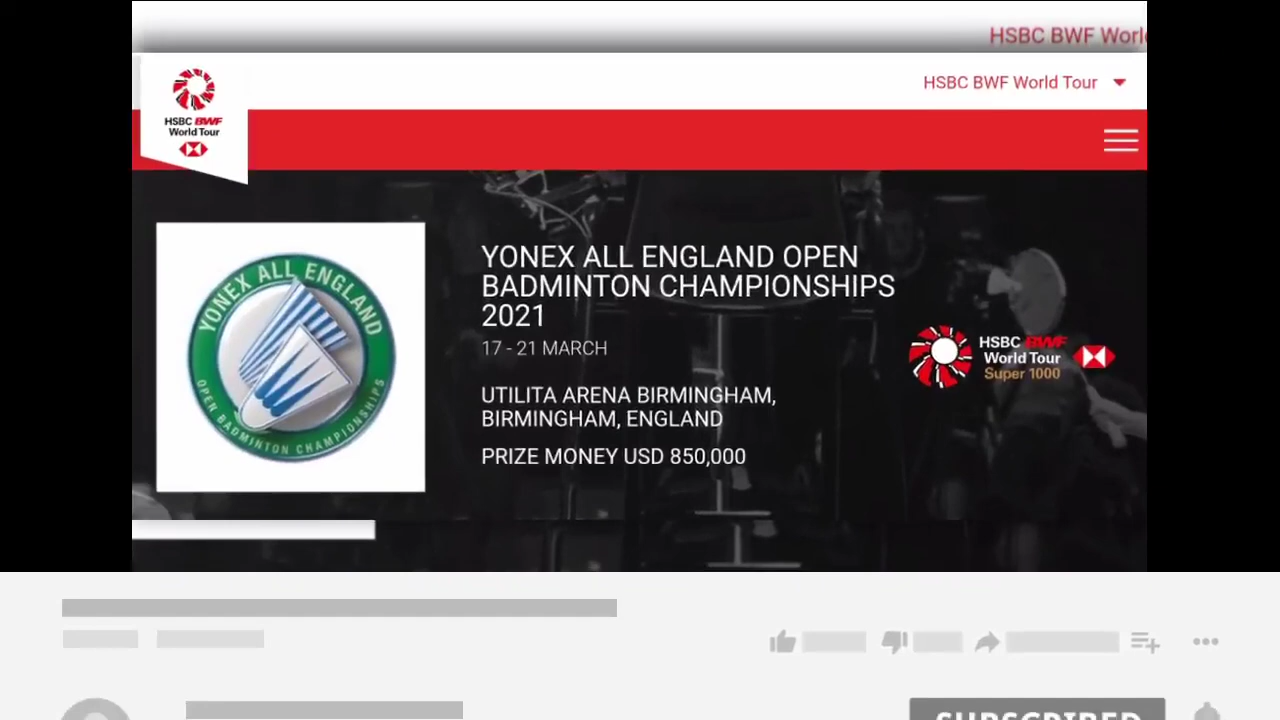 HSBC BWF Worl
HSBC BWF World Tour
HSBC BWF
World Tour
YONEX ALL ENGLAND
OPEN BADMINTON CHAMPIONSHIPS
YONEX ALL ENGLAND OPEN
BADMINTON CHAMPIONSHIPS
2021
17 - 21 MARCH
UTILITA ARENA BIRMINGHAM,
BIRMINGHAM, ENGLAND
PRIZE MONEY USD 850,000
HSBC BWF
World Tour
Super 1000
SUBSCRIBED